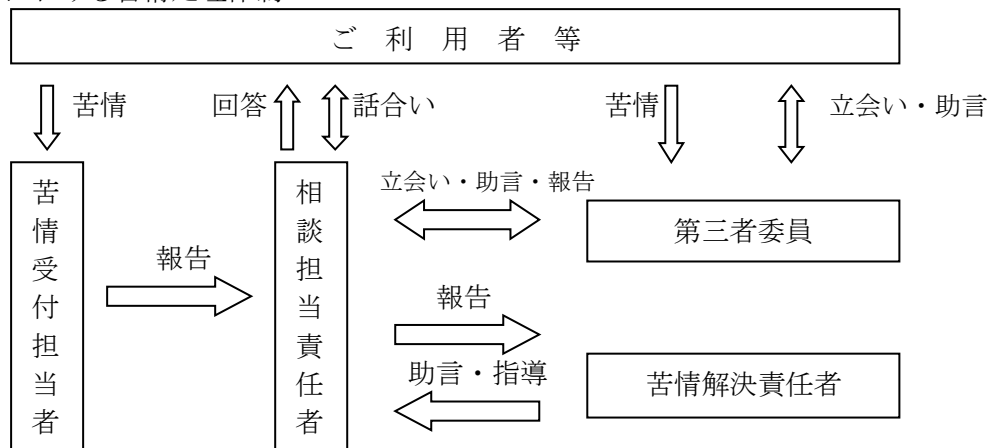 ご利用者等
苦情
回答
話合い
苦情
立会い・助言
苦情受付担当者
報告
相談担当責任者
立会い・助言・報告
第三者委員
報告
助言・指導
苦情解決責任者